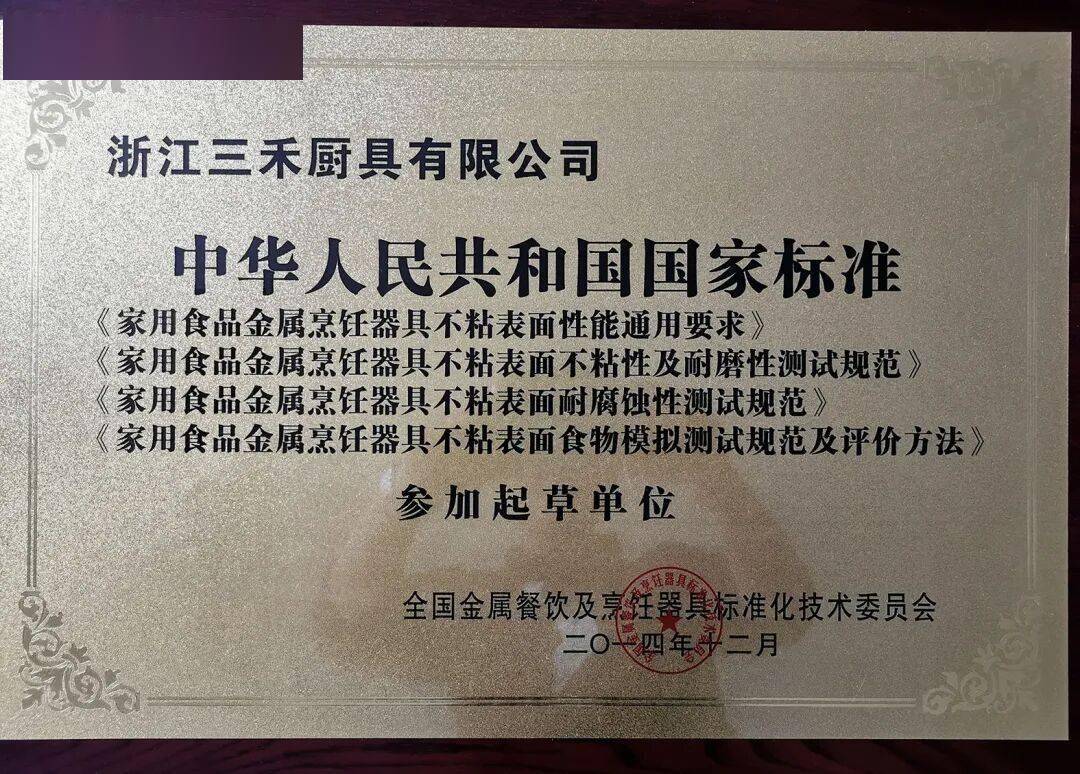 浙江三禾厨具有限公司
中华人民共和国国家标准
《家用食品金属烹饪器具不粘表面性能通用要求》
《家用食品金属烹饪器具不粘表面不粘性及耐磨性测试规范》
《家用食品金属烹饪器具不粘表面耐腐蚀性测试规范》
《家用食品金属烹饪器具不粘表面食物模拟测试规范及评价方法》
参加起草单位
全国金属餐饮及烹饪器具标准化技术委员会
二〇一四年十二月